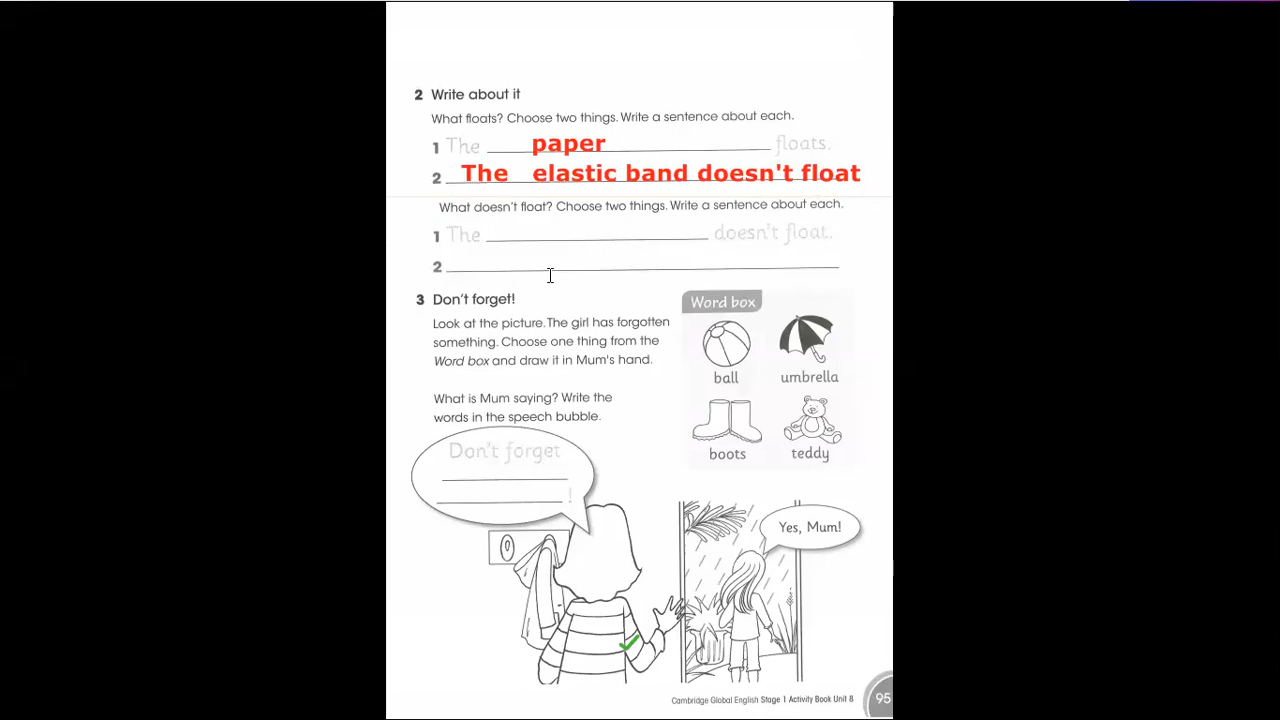 2 Write about it
What floats? Choose two things. Write a sentence about each.
1 The paper floats.
2 The elastic band doesn't float
What doesn't float? Choose two things. Write a sentence about each.
1 The doesn't float.
2
3 Don't forget!
Look at the picture. The girl has forgotten
something. Choose one thing from the
Word box and draw it in Mum's hand.
What is Mum saying? Write the
words in the speech bubble.
Word box
ball umbrella
boots teddy
Don't forget
!
Yes, Mum!
Cambridge Global English Stage 1 Activity Book Unit 8 95